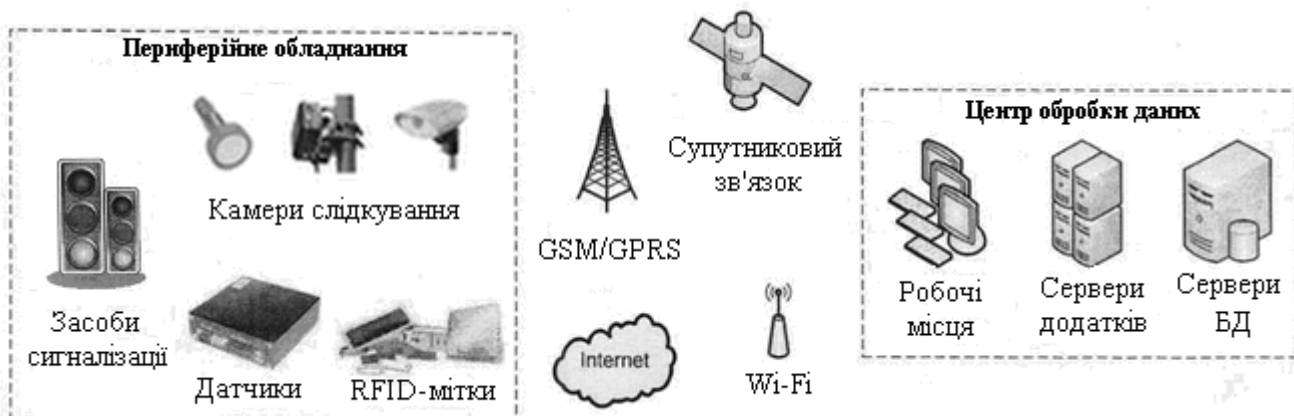 Периферійне обладнання
Камери слідкування
Засоби
сигналізації
Датчики
RFID-мітки
Супутниковий
зв'язок
GSM/GPRS
Internet
Wi-Fi
Центр обробки даних
Робочі
місця
Сервери
додатків
Сервери
БД